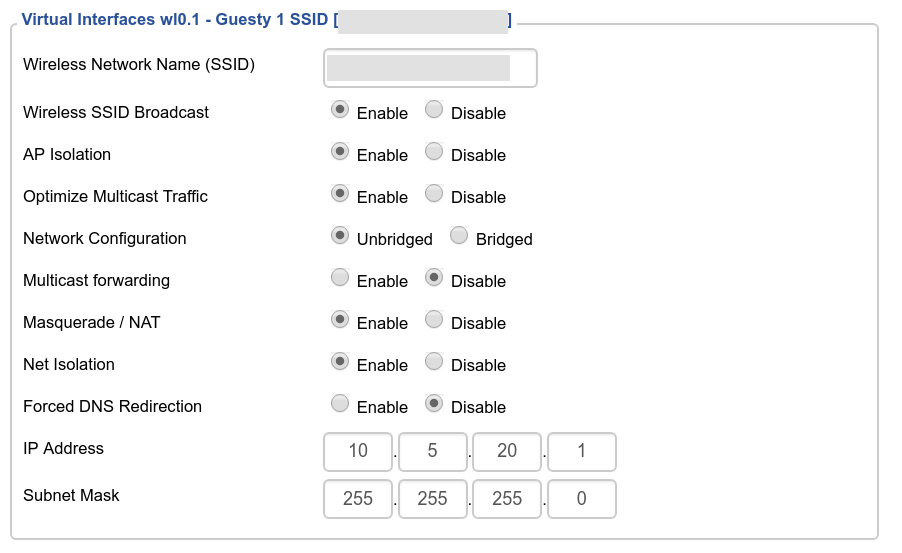 Virtual Interfaces wl0.1 - Guesty 1 SSID [ ]
Wireless Network Name (SSID)
Wireless SSID Broadcast Enable Disable
AP Isolation Enable Disable
Optimize Multicast Traffic Enable Disable
Network Configuration Unbridged Bridged
Multicast forwarding Enable Disable
Masquerade / NAT Enable Disable
Net Isolation Enable Disable
Forced DNS Redirection Enable Disable
IP Address 10 . 5 . 20 . 1
Subnet Mask 255 . 255 . 255 . 0